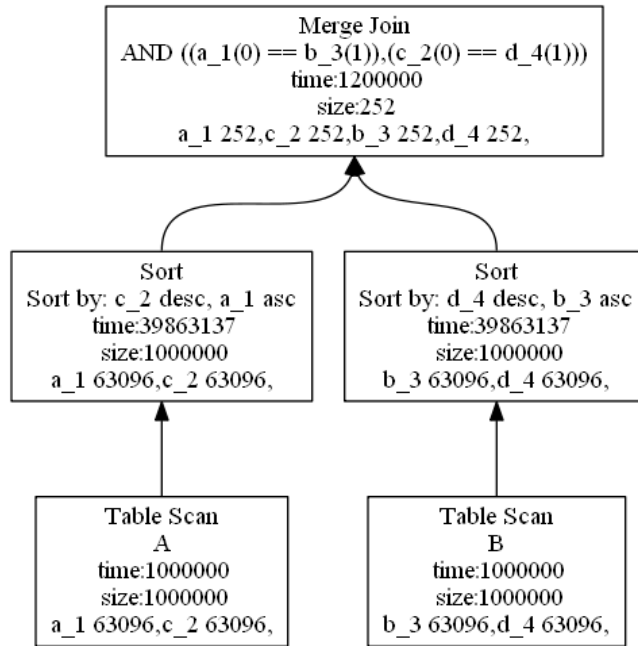 Merge Join
AND ((a_1(0) == b_3(1)),(c_2(0) == d_4(1)))
time:1200000
size:252
a_1 252,c_2 252,b_3 252,d_4 252,
Sort
Sort by: c_2 desc, a_1 asc
time:39863137
size:1000000
a_1 63096,c_2 63096,
Sort
Sort by: d_4 desc, b_3 asc
time:39863137
size:1000000
b_3 63096,d_4 63096,
Table Scan
A
time:1000000
size:1000000
a_1 63096,c_2 63096,
Table Scan
B
time:1000000
size:1000000
b_3 63096,d_4 63096,